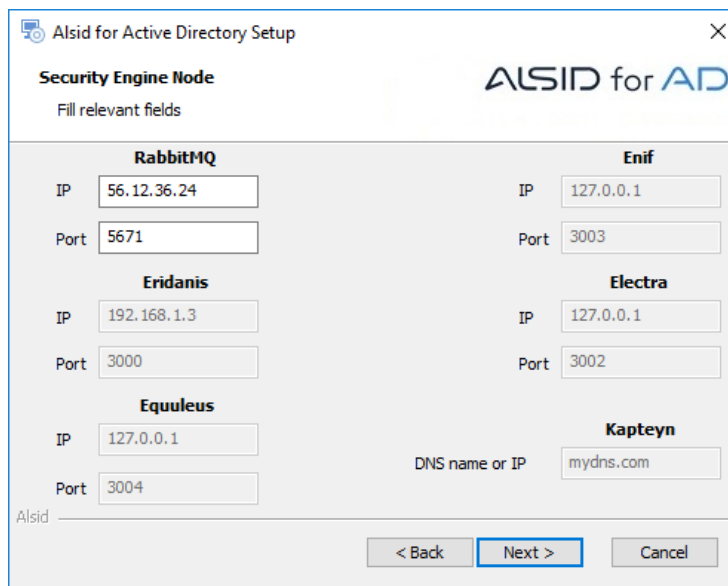 Alsid for Active Directory Setup
Security Engine Node
ALSID for AD
Fill relevant fields
RabbitMQ
Enif
IP 56.12.36.24
IP 127.0.0.1
Port 5671
Port 3003
Eridanis
Electra
IP 192.168.1.3
IP 127.0.0.1
Port 3000
Port 3002
Equuleus
Kapteyn
IP 127.0.0.1
DNS name or IP mydns.com
Port 3004
Alsid
< Back Next > Cancel